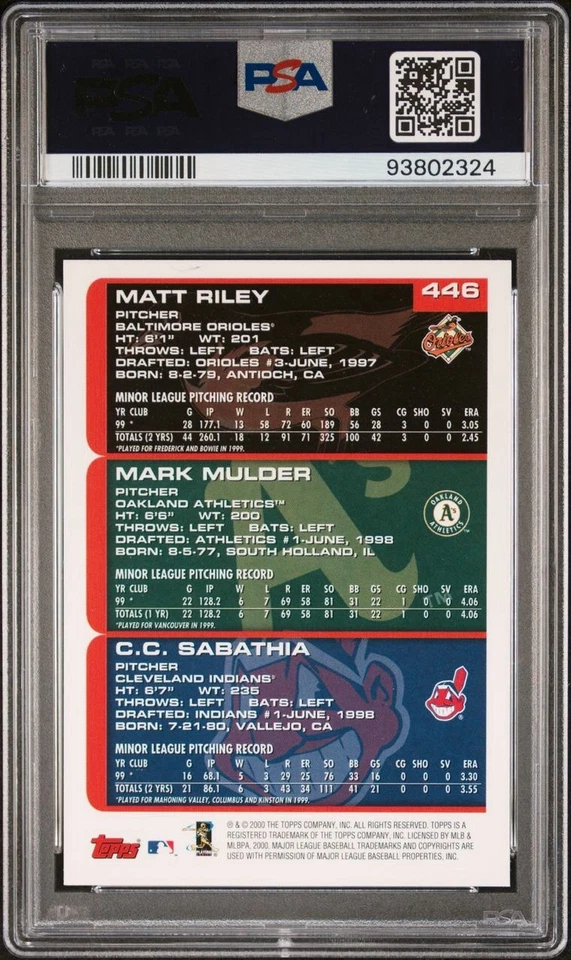 PSA
PSA
93802324
446
MATT RILEY
PITCHER
BALTIMORE ORIOLES®
HT: 6'1" WT: 201
THROWS: LEFT BATS: LEFT
DRAFTED: ORIOLES #3-JUNE, 1997
BORN: 8-2-79, ANTIOCH, CA
Orioles
MINOR LEAGUE PITCHING RECORD
YR CLUB G IP W L R ER SO BB GS CG SHO SV ERA
99 * 28 177.1 13 58 72 60 189 56 28 3 0 0 3.05
TOTALS (2 YRS) 44 260.1 18 12 91 71 325 100 42 3 0 0 2.45
*PLAYED FOR FREDERICK AND BOWIE IN 1999.
MARK MULDER
PITCHER
OAKLAND ATHLETICS™
HT: 6'6" WT: 200
THROWS: LEFT BATS: LEFT
DRAFTED: ATHLETICS #1-JUNE, 1998
BORN: 8-5-77, SOUTH HOLLAND, IL
OAKLAND A's ATHLETICS
MINOR LEAGUE PITCHING RECORD
YR CLUB G IP W L R ER SO BB GS CG SHO SV ERA
99 * 22 128.2 6 7 69 58 81 31 22 1 0 0 4.06
TOTALS (1 YR) 22 128.2 6 7 69 58 81 31 22 1 0 0 4.06
*PLAYED FOR VANCOUVER IN 1999.
C.C. SABATHIA
PITCHER
CLEVELAND INDIANS®
HT: 6'7" WT: 235
THROWS: LEFT BATS: LEFT
DRAFTED: INDIANS #1-JUNE, 1998
BORN: 7-21-80, VALLEJO, CA
MINOR LEAGUE PITCHING RECORD
YR CLUB G IP W L R ER SO BB GS CG SHO SV ERA
99 * 16 68.1 5 3 29 25 76 33 16 0 0 0 3.30
TOTALS (2 YRS) 21 86.1 6 3 43 34 111 41 21 0 0 0 3.55
*PLAYED FOR MAHONING VALLEY, COLUMBUS AND KINSTON IN 1999.
Topps
® & © 2000 THE TOPPS COMPANY, INC. ALL RIGHTS RESERVED. TOPPS IS A
REGISTERED TRADEMARK OF THE TOPPS COMPANY, INC. LICENSED BY MLB &
MLBPA, 2000. MAJOR LEAGUE BASEBALL TRADEMARKS AND COPYRIGHTS ARE
USED WITH PERMISSION OF MAJOR LEAGUE BASEBALL PROPERTIES, INC.
PSA